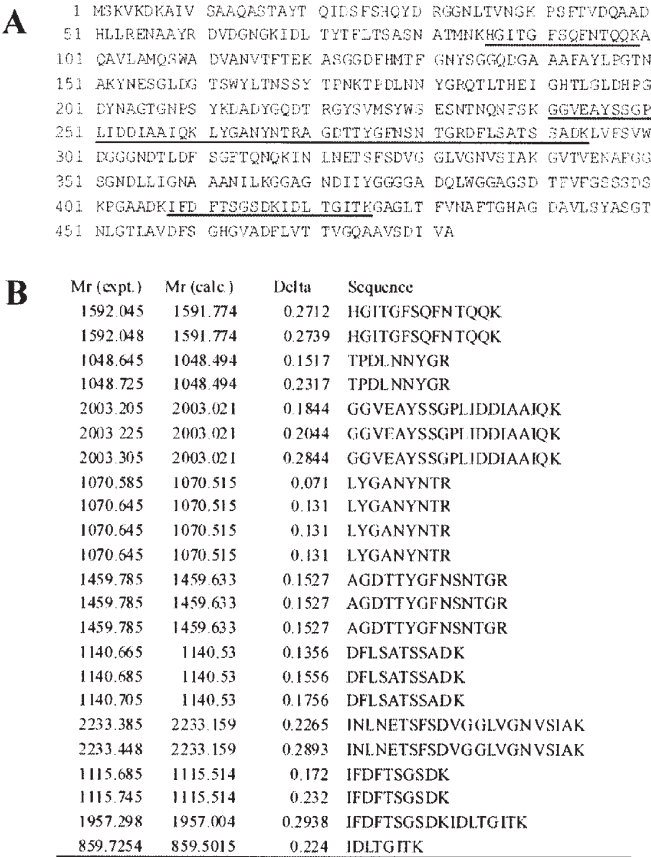 A
1 MSKVKDKAIV SAAQASTAYT QIDSFSHQYD RGGNLTVNGK PSFTVDQAAD
51 HLLRENAAYR DVDGNGKIDL TYTFLTSASN ATMNKHGITG FSQFNTQQKA
101 QAVLAMQSWA DVANVTFTEK ASGGDFHMTF GNYSGGQDGA AAFAYLPGTN
151 AKYNESGLDG TSWYLTNSSY TPNKTPDLNN YGRQTLTHEI GHTLGLDHPG
201 DYNAGTGNPS YKDADYGQDT RGYSVMSYWS ESNTNQNFSK GGVEAYSSGP
251 LIDDIAAIQK LYGANYNTRA GDTTYGFNSN TGRDFLSATS SADKLVFSVW
301 DGGGNDTLDF SGFTQNQKIN LNETSFSDVG GLVGNVSIAK GVTVENAFGG
351 SGNDLLIGNA AANILKGGAG NDIIYGGGGA DQLWGGAGSD TFVFGSSSDS
401 KPGAADKIFD FTSGSDKIDL TGITKGAGLT FVNAFTGHAG DAVLSYASGT
451 NLGTLAVDFS GHGVADFLVT TVGQAAVSDI VA
B
Mr (expt.) Mr (calc.) Delta Sequence
1592.045 1591.774 0.2712 HGITGFSQFNTQQK
1592.048 1591.774 0.2739 HGITGFSQFNTQQK
1048.645 1048.494 0.1517 TPDLNNYGR
1048.725 1048.494 0.2317 TPDLNNYGR
2003.205 2003.021 0.1844 GGVEAYSSGPLIDDIAAIQK
2003.225 2003.021 0.2044 GGVEAYSSGPLIDDIAAIQK
2003.305 2003.021 0.2844 GGVEAYSSGPLIDDIAAIQK
1070.585 1070.515 0.071 LYGANYNTR
1070.645 1070.515 0.131 LYGANYNTR
1070.645 1070.515 0.131 LYGANYNTR
1070.645 1070.515 0.131 LYGANYNTR
1459.785 1459.633 0.1527 AGDTTYGFNSNTGR
1459.785 1459.633 0.1527 AGDTTYGFNSNTGR
1459.785 1459.633 0.1527 AGDTTYGFNSNTGR
1140.665 1140.53 0.1356 DFLSATSSADK
1140.685 1140.53 0.1556 DFLSATSSADK
1140.705 1140.53 0.1756 DFLSATSSADK
2233.385 2233.159 0.2265 INLNETSFSDVGGLVGNVSIAK
2233.448 2233.159 0.2893 INLNETSFSDVGGLVGNVSIAK
1115.685 1115.514 0.172 IFDFTSGSDK
1115.745 1115.514 0.232 IFDFTSGSDK
1957.298 1957.004 0.2938 IFDFTSGSDKIDLTGITK
859.7254 859.5015 0.224 IDLTGITK